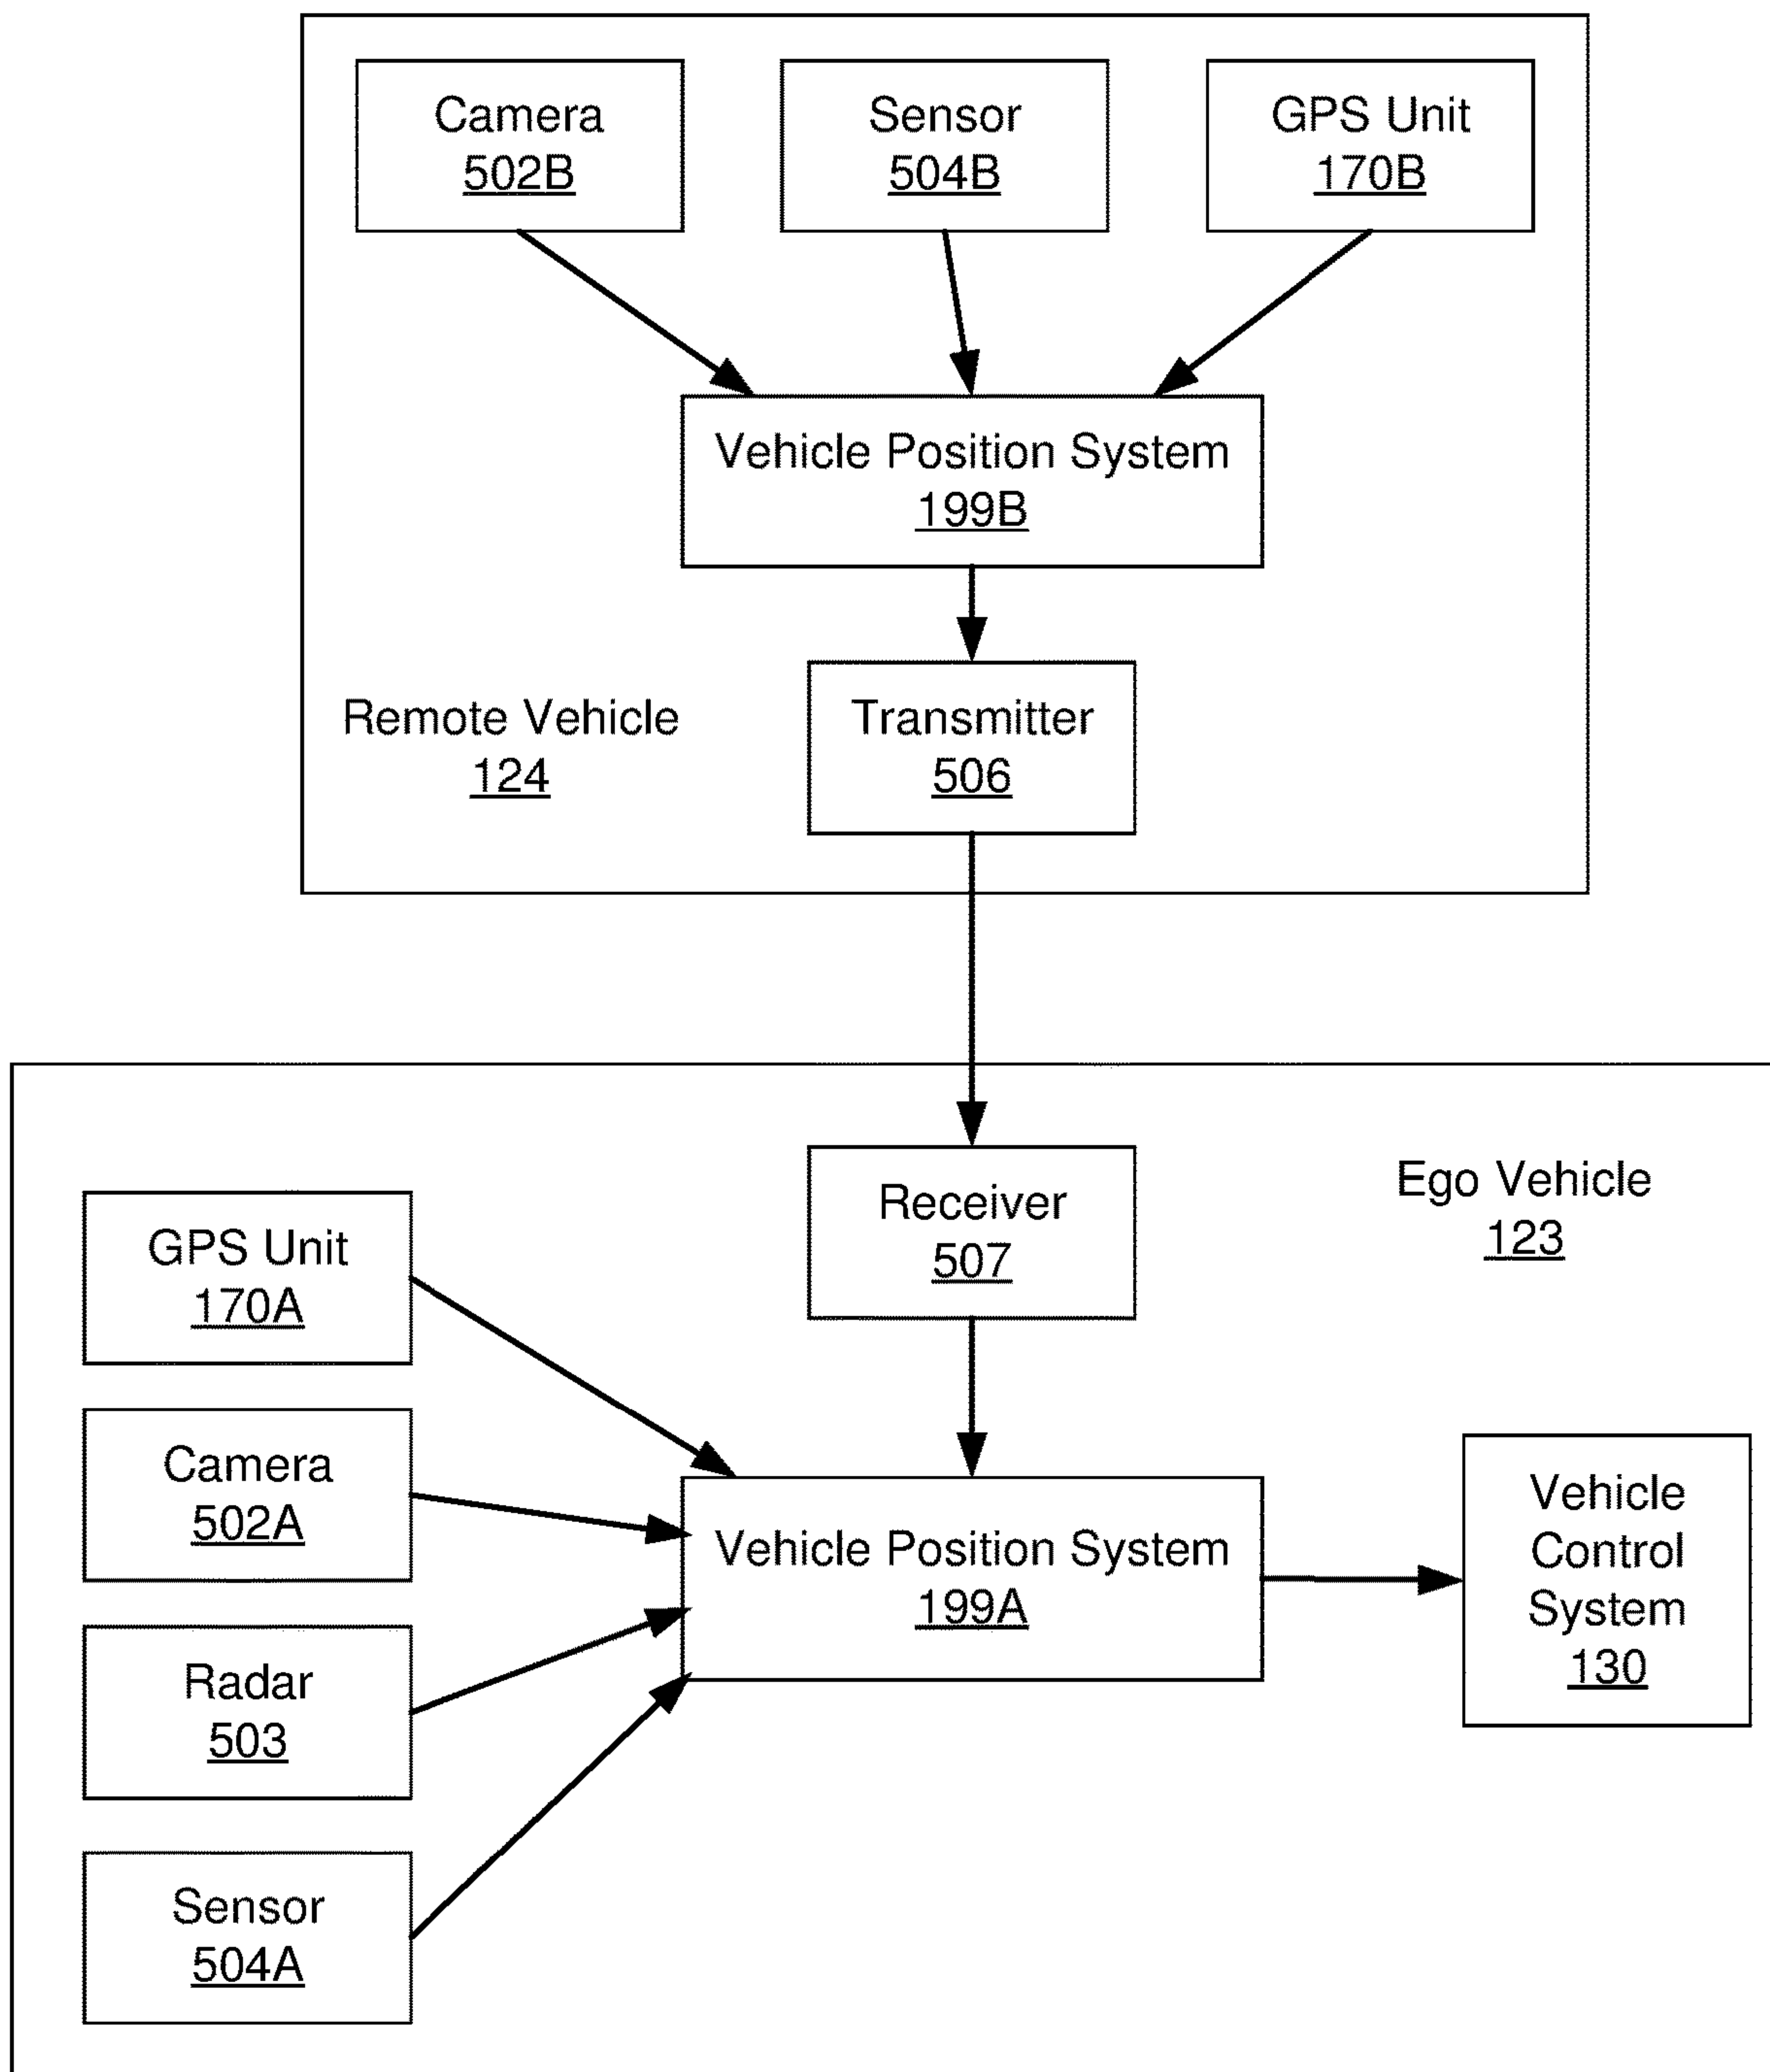 Camera
502B
Sensor
504B
GPS Unit
170B
Vehicle Position System
199B
Remote Vehicle
124
Transmitter
506
Receiver
507
Ego Vehicle
123
GPS Unit
170A
Camera
502A
Radar
503
Sensor
504A
Vehicle Position System
199A
Vehicle
Control
System
130